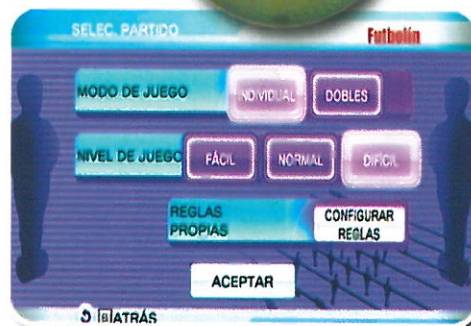 SELEC. PARTIDO
Futbolín
MODO DE JUEGO
INDIVIDUAL
DOBLES
NIVEL DE JUEGO
FÁCIL
NORMAL
DIFÍCIL
REGLAS
PROPIAS
CONFIGURAR
REGLAS
ACEPTAR
B ATRÁS